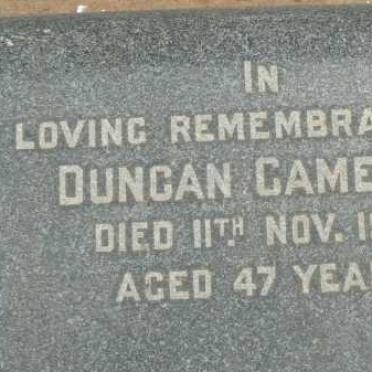 IN
LOVING REMEMBRA
DUNCAN CAME
DIED 11TH NOV. 1
AGED 47 YEA